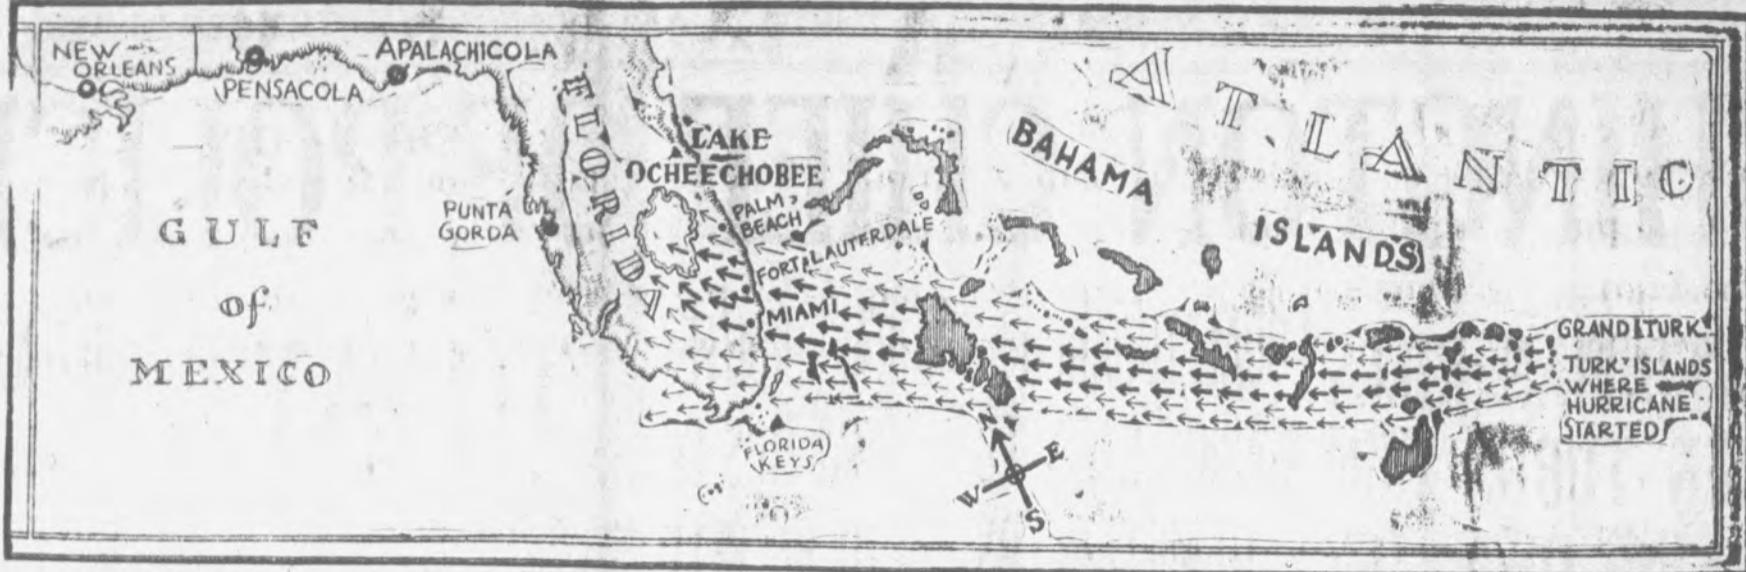 NEW
ORLEANS
PENSACOLA
APALACHICOLA
FLORIDA
LAKE
OCHEECHOBEE
PUNTA
GORDA
PALM
BEACH
FORT LAUTERDALE
MIAMI
FLORIDA
KEYS
GULF
of
MEXICO
ATLANTIC
BAHAMA
ISLANDS
GRAND TURK
TURK. ISLANDS
WHERE
HURRICANE
STARTED
E
W
S